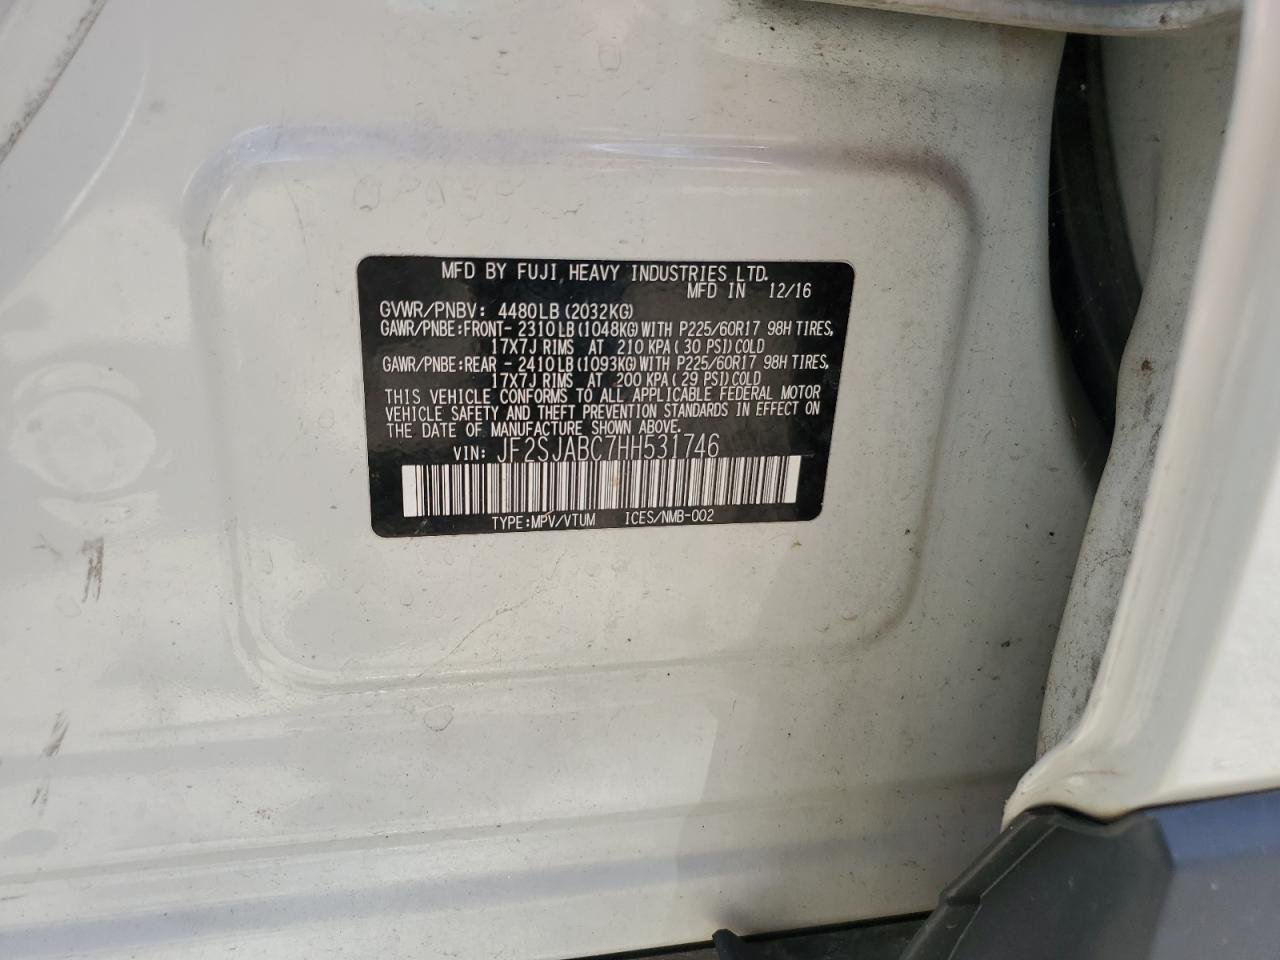 MFD BY FUJI HEAVY INDUSTRIES LTD.
MFD IN 12/16
GVWR/PNBV: 4480LB (2032KG)
GAWR/PNBE:FRONT- 2310LB (1048KG) WITH P225/60R17 98H TIRES,
17X7J RIMS AT 210 KPA (30 PSI) COLD
GAWR/PNBE:REAR - 2410LB (1093KG) WITH P225/60R17 98H TIRES,
17X7J RIMS AT 200 KPA (29 PSI) COLD
THIS VEHICLE CONFORMS TO ALL APPLICABLE FEDERAL MOTOR
VEHICLE SAFETY AND THEFT PREVENTION STANDARDS IN EFFECT ON
THE DATE OF MANUFACTURE SHOWN ABOVE.
VIN: JF2SJABC7HH531746
TYPE:MPV/VTUM ICES/NMB-002